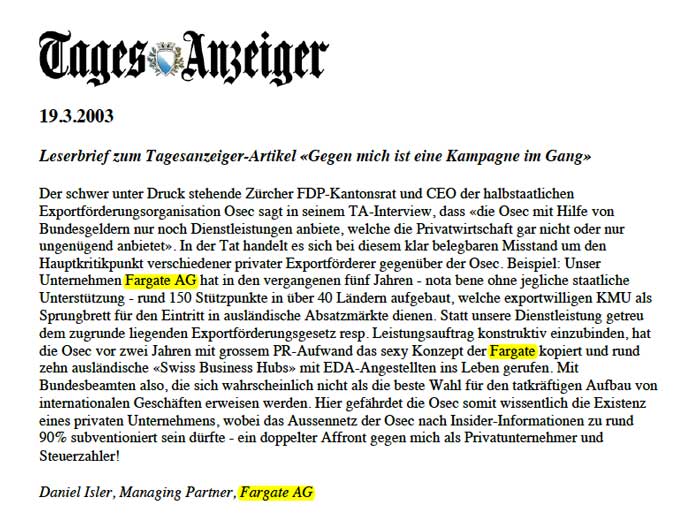 Tages Anzeiger
19.3.2003
Leserbrief zum Tagesanzeiger-Artikel «Gegen mich ist eine Kampagne im Gang»
Der schwer unter Druck stehende Zürcher FDP-Kantonsrat und CEO der halbstaatlichen
Exportförderungsorganisation Osec sagt in seinem TA-Interview, dass «die Osec mit Hilfe von
Bundesgeldern nur noch Dienstleistungen anbiete, welche die Privatwirtschaft gar nicht oder nur
ungenügend anbietet». In der Tat handelt es sich bei diesem klar belegbaren Misstand um den
Hauptkritikpunkt verschiedener privater Exportförderer gegenüber der Osec. Beispiel: Unser
Unternehmen Fargate AG hat in den vergangenen fünf Jahren - nota bene ohne jegliche staatliche
Unterstützung - rund 150 Stützpunkte in über 40 Ländern aufgebaut, welche exportwilligen KMU als
Sprungbrett für den Eintritt in ausländische Absatzmärkte dienen. Statt unsere Dienstleistung getreu
dem zugrunde liegenden Exportförderungsgesetz resp. Leistungsauftrag konstruktiv einzubinden, hat
die Osec vor zwei Jahren mit grossem PR-Aufwand das sexy Konzept der Fargate kopiert und rund
zehn ausländische «Swiss Business Hubs» mit EDA-Angestellten ins Leben gerufen. Mit
Bundesbeamten also, die sich wahrscheinlich nicht als die beste Wahl für den tatkräftigen Aufbau von
internationalen Geschäften erweisen werden. Hier gefährdet die Osec somit wissentlich die Existenz
eines privaten Unternehmens, wobei das Aussennetz der Osec nach Insider-Informationen zu rund
90% subventioniert sein dürfte - ein doppelter Affront gegen mich als Privatunternehmer und
Steuerzahler!
Daniel Isler, Managing Partner, Fargate AG